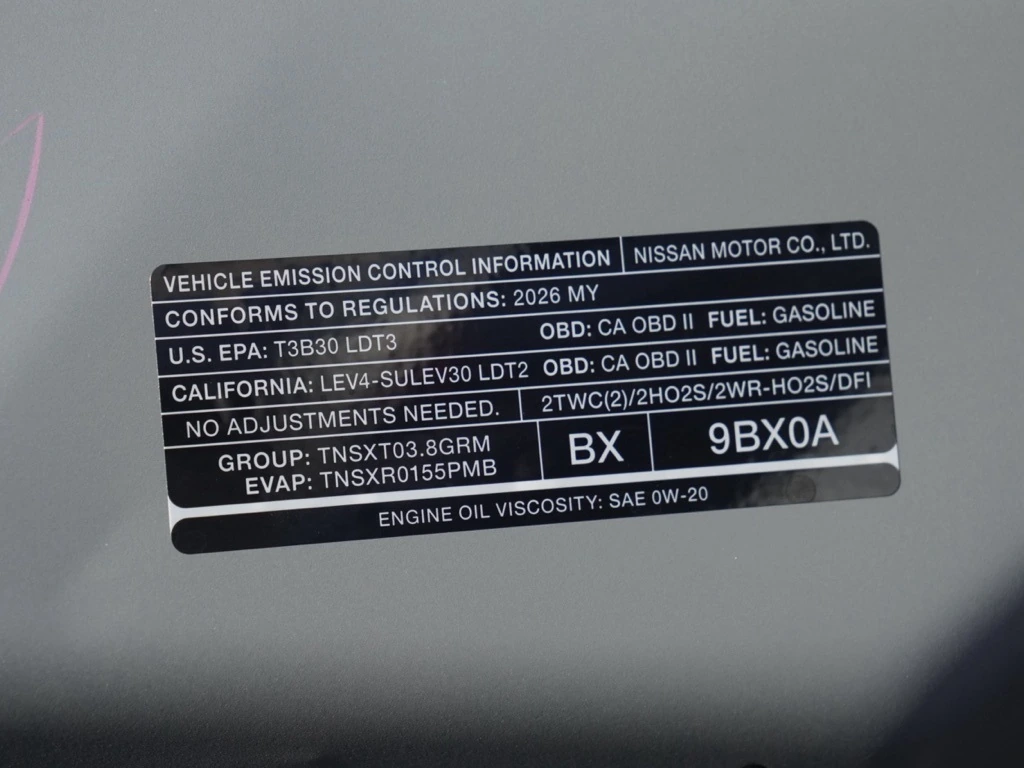 VEHICLE EMISSION CONTROL INFORMATION NISSAN MOTOR CO., LTD.
CONFORMS TO REGULATIONS: 2026 MY
U.S. EPA: T3B30 LDT3 OBD: CA OBD II FUEL: GASOLINE
CALIFORNIA: LEV4-SULEV30 LDT2 OBD: CA OBD II FUEL: GASOLINE
NO ADJUSTMENTS NEEDED. 2TWC(2)/2HO2S/2WR-HO2S/DFI
GROUP: TNSXT03.8GRM BX 9BX0A
EVAP: TNSXR0155PMB
ENGINE OIL VISCOSITY: SAE 0W-20